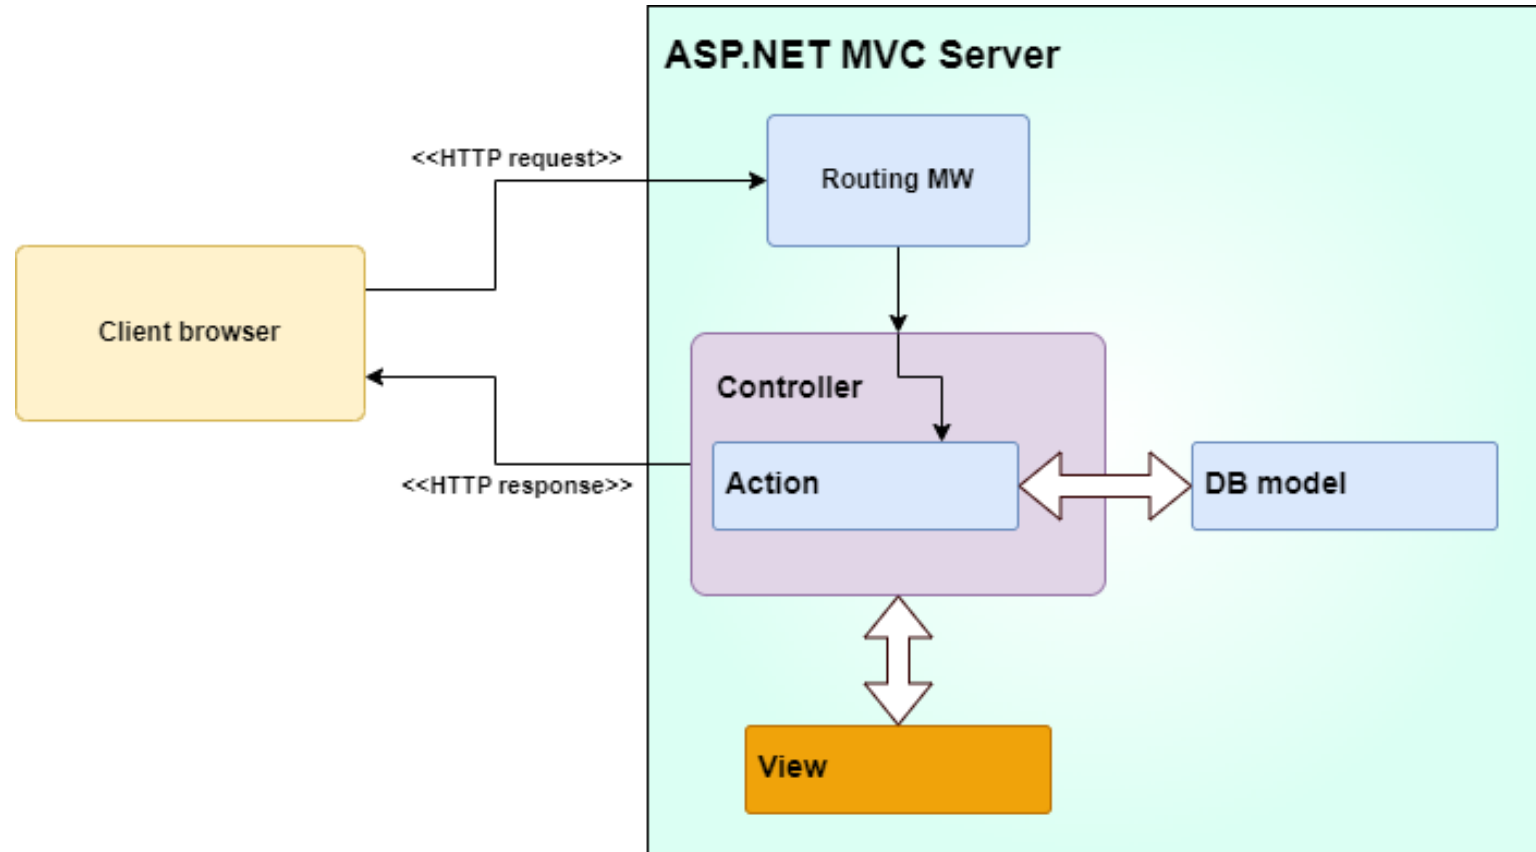 ASP.NET MVC Server
<<HTTP request>>
Routing MW
Client browser
Controller
<<HTTP response>>
Action
DB model
View